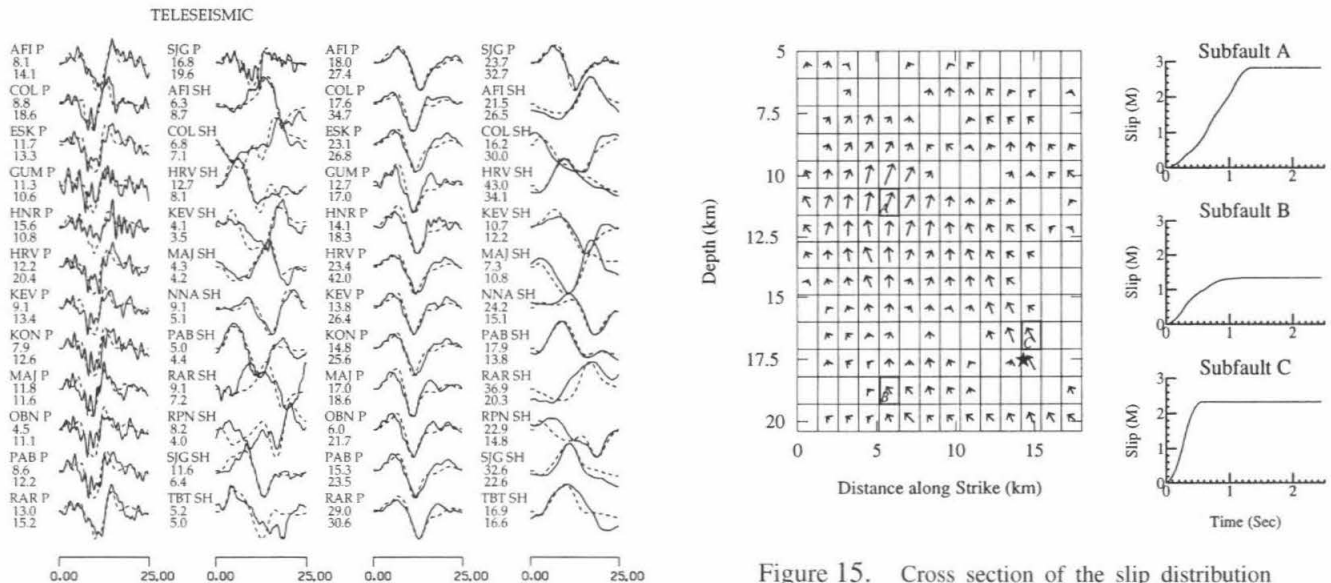 TELESEISMIC
AFI P
8.1
14.1
COL P
8.8
18.6
ESK P
11.7
13.3
GUM P
11.3
10.6
HNR P
15.6
10.8
HRV P
12.2
20.4
KEV P
9.1
13.4
KON P
7.9
12.6
MAJ P
11.8
11.6
OBN P
4.5
11.1
PAB P
8.6
12.2
RAR P
13.0
15.2
0.00 25.00
SJG P
16.8
19.6
AFI SH
6.3
8.7
COL SH
6.8
7.1
HRV SH
12.7
8.1
KEV SH
4.1
3.5
MAJ SH
4.3
4.2
NNA SH
9.1
5.1
PAB SH
5.0
4.4
RAR SH
9.1
7.2
RPN SH
8.2
4.0
SJG SH
11.6
6.4
TBT SH
5.2
5.0
0.00 25.00
AFI P
18.0
27.4
COL P
17.6
34.7
ESK P
23.1
26.8
GUM P
12.7
17.0
HNR P
14.1
18.3
HRV P
23.4
42.0
KEV P
13.8
26.4
KON P
14.8
25.6
MAJ P
17.0
18.6
OBN P
6.0
21.7
PAB P
15.3
23.5
RAR P
29.0
30.6
0.00 25.00
SJG P
23.7
32.7
AFI SH
21.5
26.5
COL SH
16.2
30.0
HRV SH
43.0
34.1
KEV SH
10.7
12.2
MAJ SH
7.3
10.8
NNA SH
24.2
15.1
PAB SH
17.9
13.8
RAR SH
36.9
20.3
RPN SH
22.9
14.8
SJG SH
32.6
22.6
TBT SH
16.9
16.6
0.00 25.00
Depth (km)
5
7.5
10
12.5
15
17.5
20
A
C
B
0 5 10 15
Distance along Strike (km)
Subfault A
Slip (M)
3
2
1
0
0 1 2
Subfault B
Slip (M)
3
2
1
0
0 1 2
Subfault C
Slip (M)
3
2
1
0
0 1 2
Time (Sec)
Figure 15. Cross section of the slip distribution